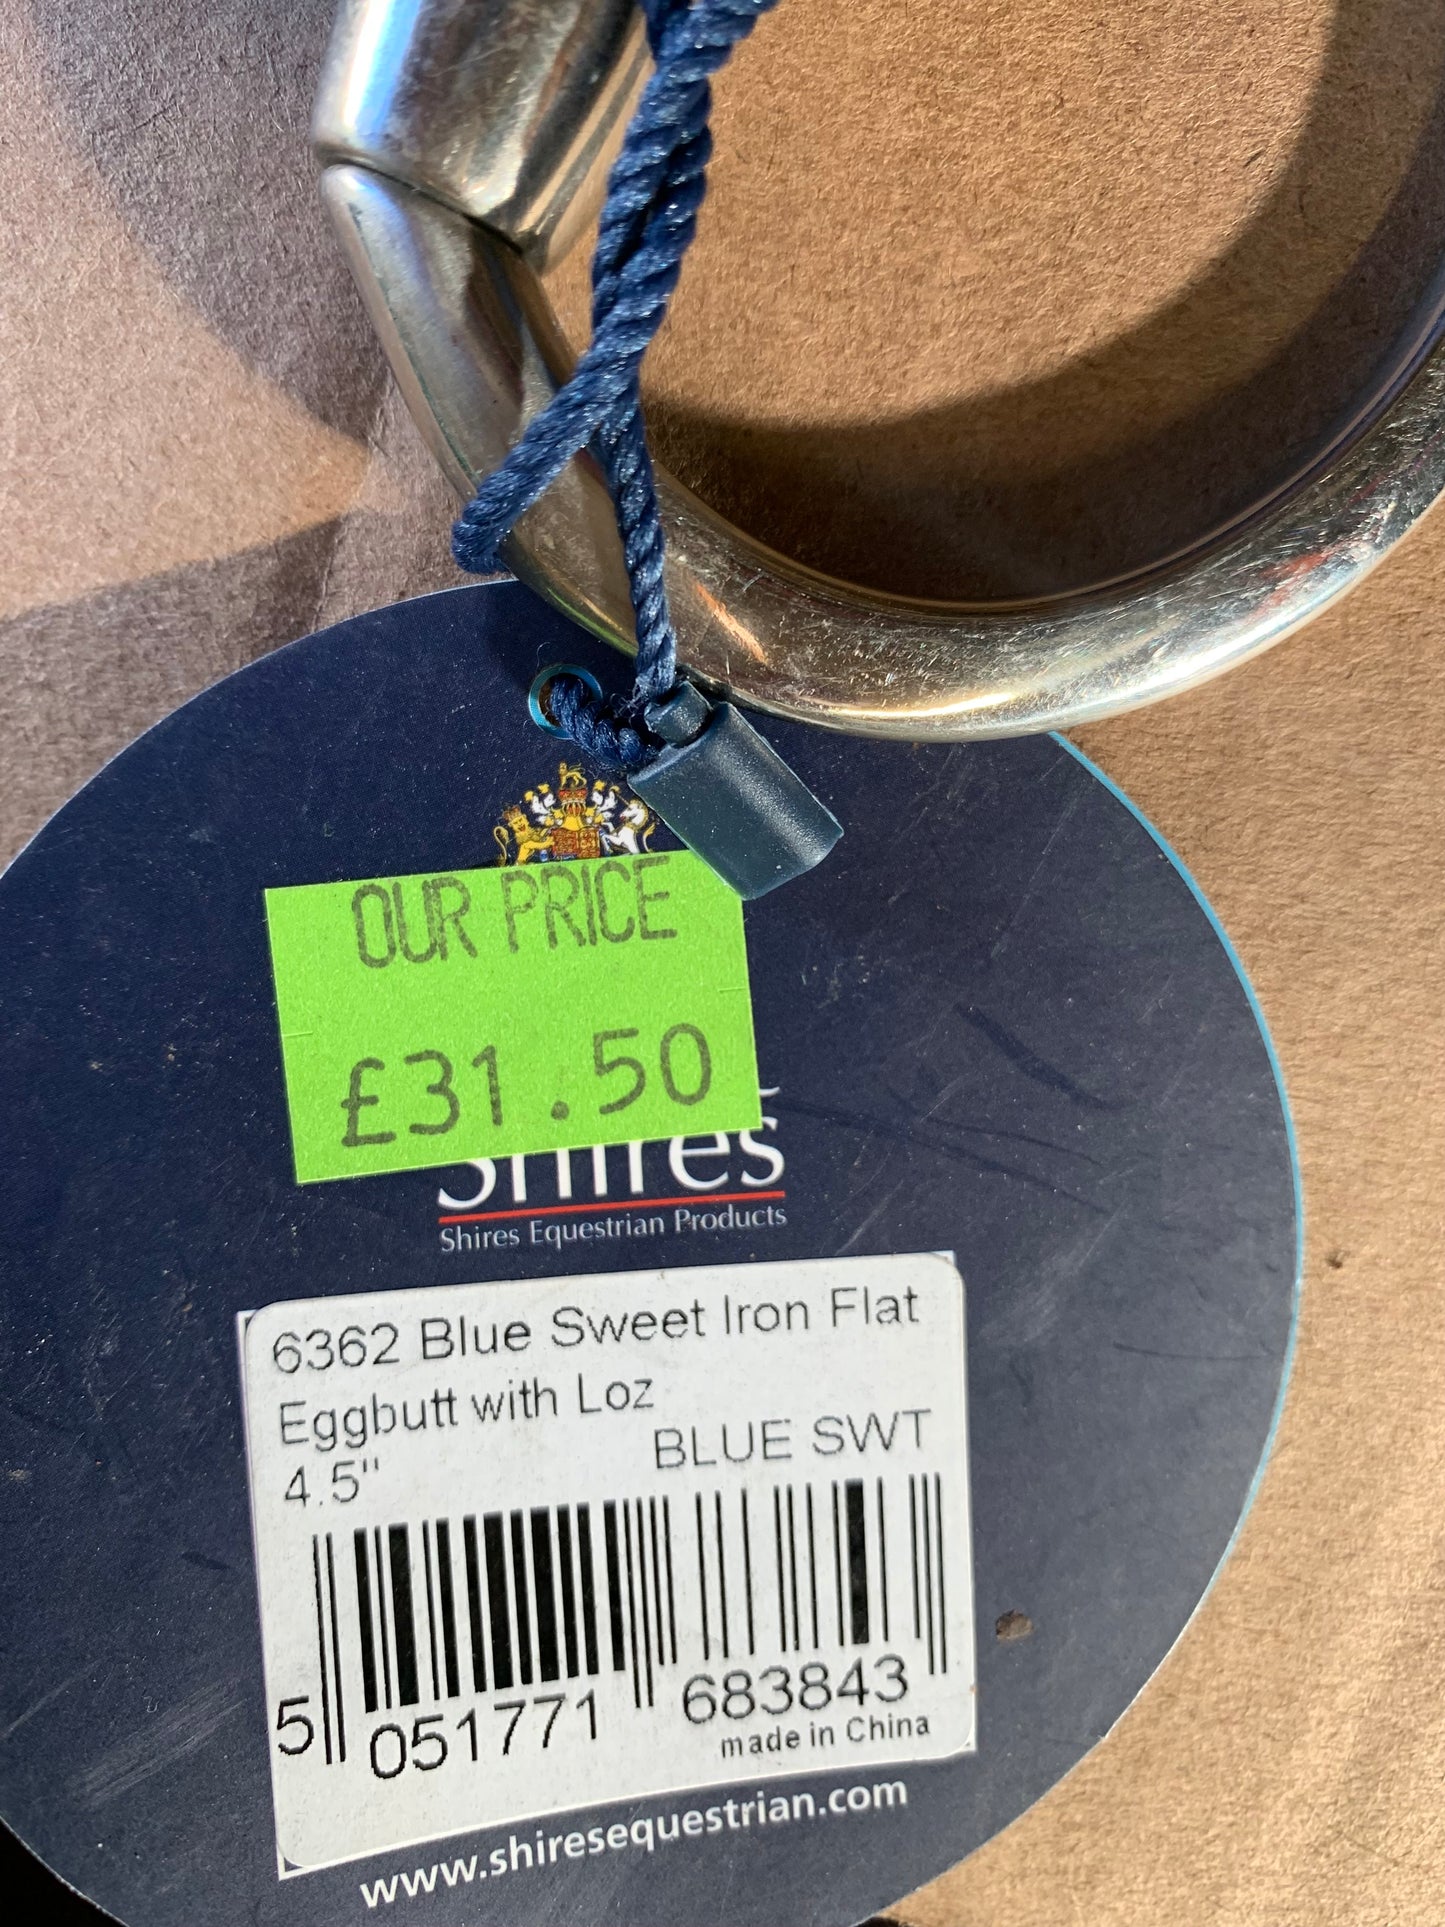 OUR PRICE
£31.50
Shires
Shires Equestrian Products
6362 Blue Sweet Iron Flat
Eggbutt with Loz
4.5" BLUE SWT
5 051771 683843
made in China
www.shiresequestrian.com